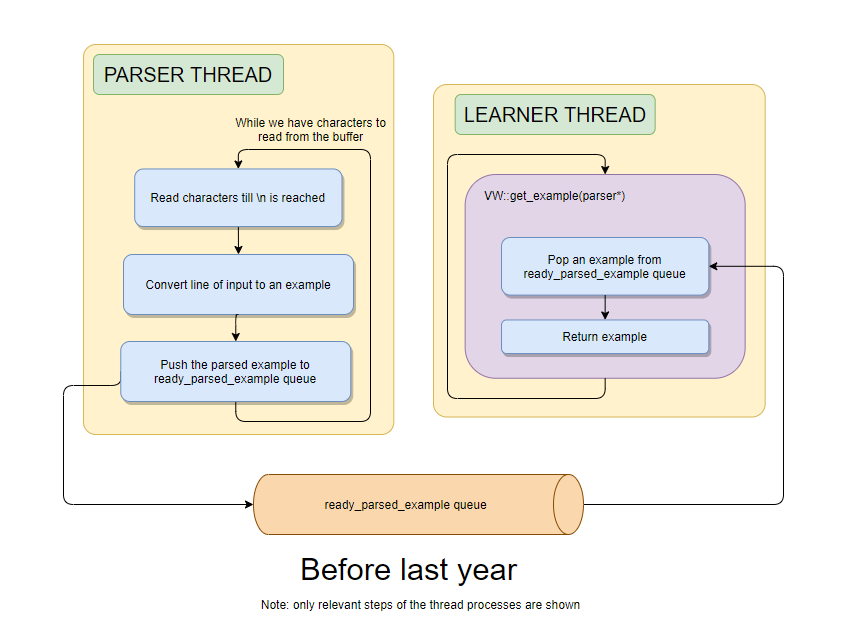 PARSER THREAD
While we have characters to
read from the buffer
Read characters till \n is reached
Convert line of input to an example
Push the parsed example to
ready_parsed_example queue
LEARNER THREAD
VW::get_example(parser*)
Pop an example from
ready_parsed_example queue
Return example
ready_parsed_example queue
Before last year
Note: only relevant steps of the thread processes are shown